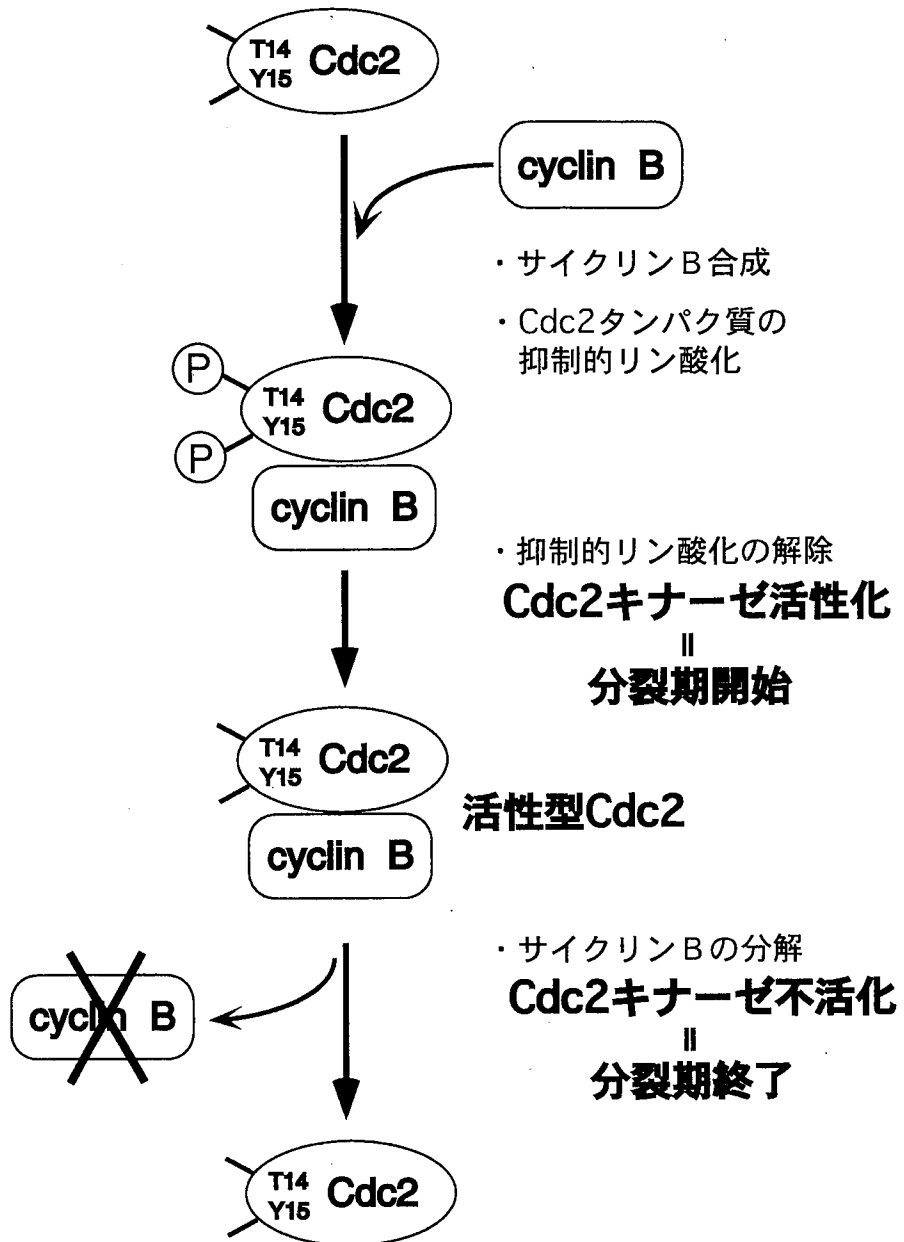 T14 Cdc2
Y15
cyclin B
・サイクリンB合成
・Cdc2タンパク質の
抑制的リン酸化
P
T14 Cdc2
Y15
P
cyclin B
・抑制的リン酸化の解除
Cdc2キナーゼ活性化
=
分裂期開始
T14 Cdc2
Y15
活性型Cdc2
cyclin B
・サイクリンBの分解
Cdc2キナーゼ不活化
=
分裂期終了
cyclin B
T14 Cdc2
Y15